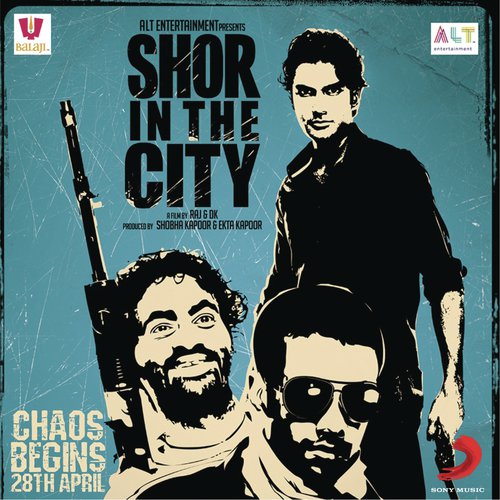 BALAJI
ALT ENTERTAINMENT PRESENTS
ALT.
entertainment
SHOR
IN THE
CITY
A FILM BY RAJ & DK
PRODUCED BY SHOBHA KAPOOR & EKTA KAPOOR
CHAOS
BEGINS
28TH APRIL
SONY MUSIC